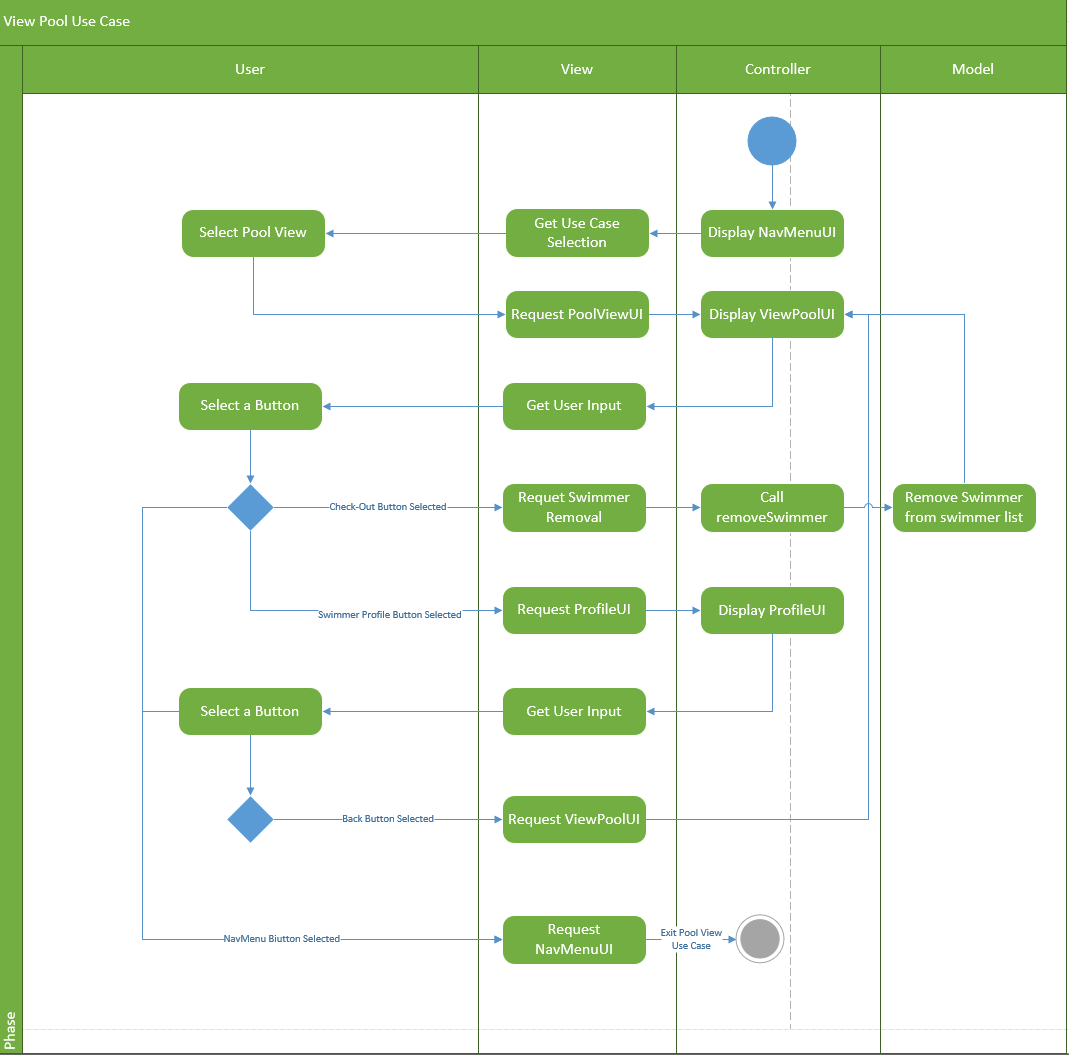 View Pool Use Case
User
View
Controller
Model
Select Pool View
Get Use Case
Selection
Display NavMenuUI
Request PoolViewUI
Display ViewPoolUI
Select a Button
Get User Input
Check-Out Button Selected
Requet Swimmer
Removal
Call
removeSwimmer
Remove Swimmer
from swimmer list
Swimmer Profile Button Selected
Request ProfileUI
Display ProfileUI
Select a Button
Get User Input
Back Button Selected
Request ViewPoolUI
NavMenu Biutton Selected
Request
NavMenuUI
Exit Pool View
Use Case
Phase